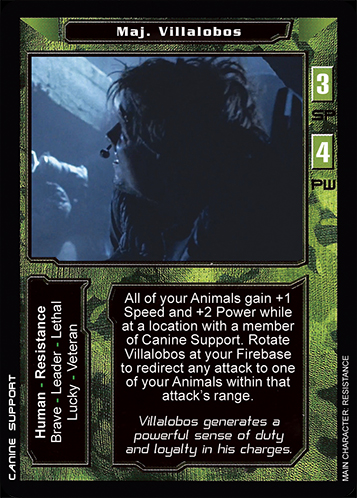 Maj. Villalobos
3
SP
4
PW
CANINE SUPPORT
Human - Resistance
Brave - Leader - Lethal
Lucky - Veteran
All of your Animals gain +1
Speed and +2 Power while
at a location with a member
of Canine Support. Rotate
Villalobos at your Firebase
to redirect any attack to one
of your Animals within that
attack's range.
Villalobos generates a
powerful sense of duty
and loyalty in his charges.
MAIN CHARACTER: RESISTANCE